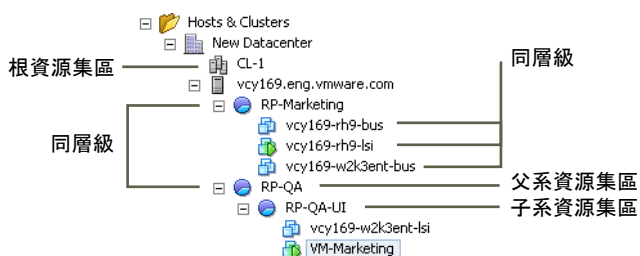 Hosts & Clusters
New Datacenter
根資源集區
CL-1
同層級
vcy169.eng.vmware.com
RP-Marketing
vcy169-rh9-bus
同層級
vcy169-rh9-lsi
vcy169-w2k3ent-bus
RP-QA
父系資源集區
RP-QA-UI
子系資源集區
vcy169-w2k3ent-lsi
VM-Marketing